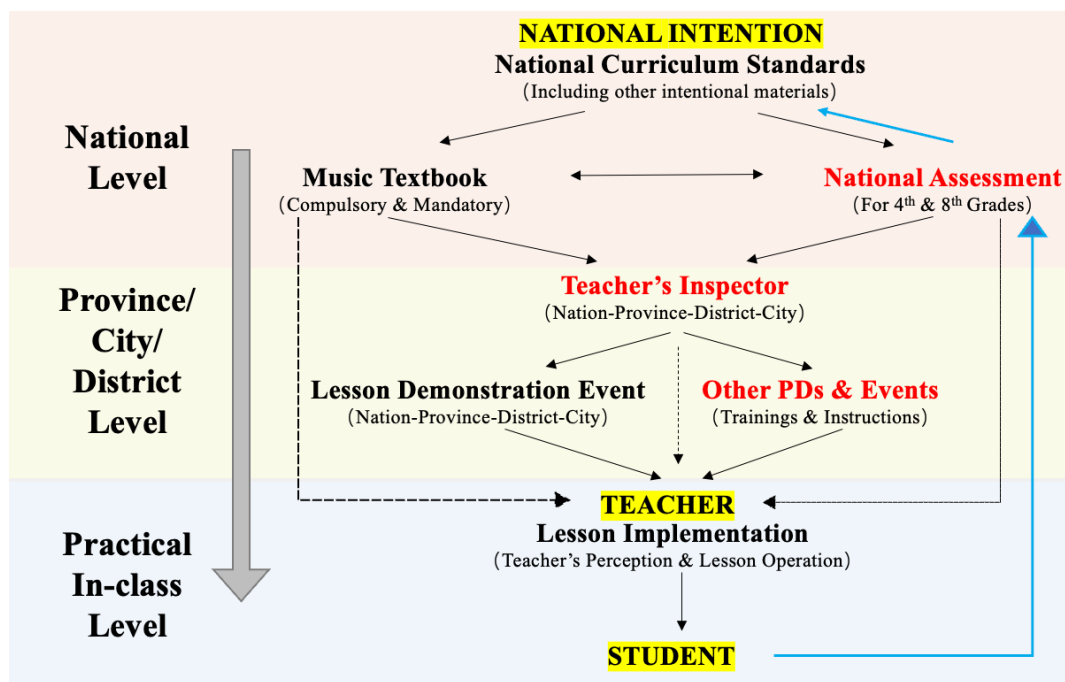 NATIONAL INTENTION
National Curriculum Standards
(Including other intentional materials)
National
Level
Music Textbook
(Compulsory & Mandatory)
National Assessment
(For 4th & 8th Grades)
Province/
City/
District
Level
Teacher’s Inspector
(Nation-Province-District-City)
Lesson Demonstration Event
(Nation-Province-District-City)
Other PDs & Events
(Trainings & Instructions)
Practical
In-class
Level
TEACHER
Lesson Implementation
(Teacher’s Perception & Lesson Operation)
STUDENT